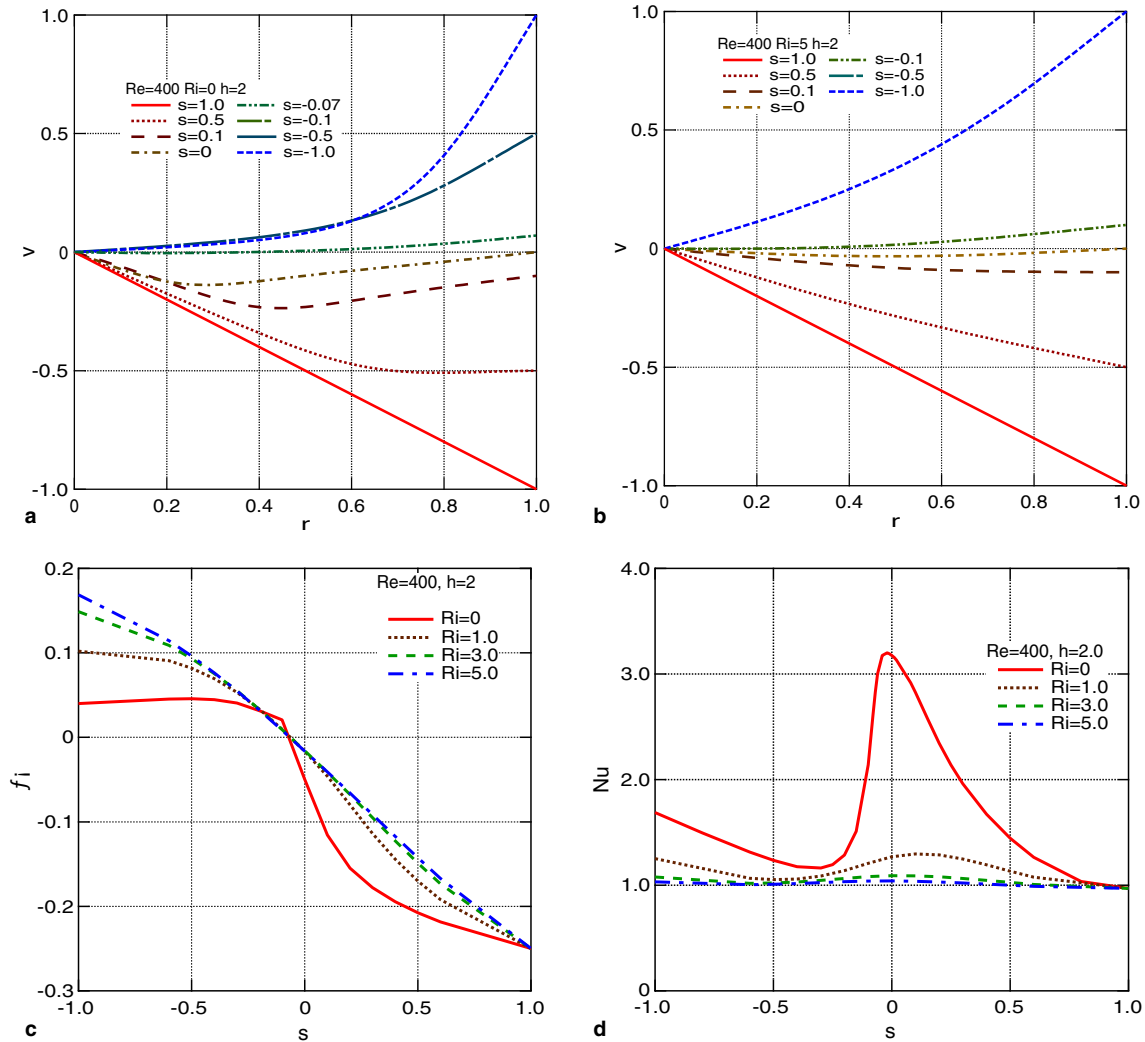 1.0
0.5
0
-0.5
-1.0
v
Re=400 Ri=0 h=2
s=1.0
s=0.5
s=0.1
s=0
s=-0.07
s=-0.1
s=-0.5
s=-1.0
0
0.2
0.4
0.6
0.8
1.0
r
a
1.0
0.5
0
-0.5
-1.0
v
Re=400 Ri=5 h=2
s=1.0
s=0.5
s=0.1
s=0
s=-0.1
s=-0.5
s=-1.0
0
0.2
0.4
0.6
0.8
1.0
r
b
0.2
0.1
0
-0.1
-0.2
-0.3
fi
Re=400, h=2
Ri=0
Ri=1.0
Ri=3.0
Ri=5.0
-1.0
-0.5
0
0.5
1.0
s
c
4.0
3.0
2.0
1.0
0
Nu
Re=400, h=2.0
Ri=0
Ri=1.0
Ri=3.0
Ri=5.0
-1.0
-0.5
0
0.5
1.0
s
d